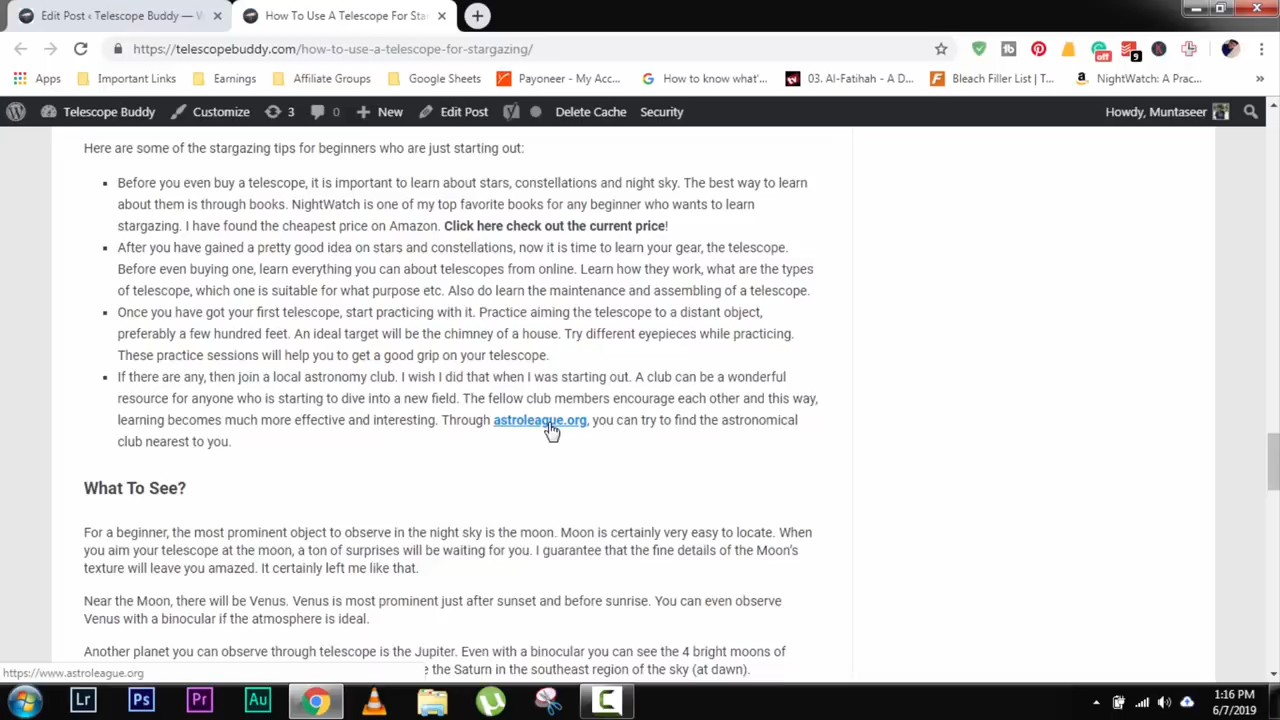 Edit Post ‹ Telescope Buddy — W
How To Use A Telescope For Star
https://telescopebuddy.com/how-to-use-a-telescope-for-stargazing/
off
9
Apps
Important Links
Earnings
Affiliate Groups
Google Sheets
Payoneer - My Acc...
How to know what'...
03. Al-Fatihah - A D...
Bleach Filler List | T...
NightWatch: A Prac...
»
Telescope Buddy
Customize
3
0
New
Edit Post
Delete Cache
Security
Howdy, Muntaseer
Here are some of the stargazing tips for beginners who are just starting out:
Before you even buy a telescope, it is important to learn about stars, constellations and night sky. The best way to learn
about them is through books. NightWatch is one of my top favorite books for any beginner who wants to learn
stargazing. I have found the cheapest price on Amazon. Click here check out the current price!
After you have gained a pretty good idea on stars and constellations, now it is time to learn your gear, the telescope.
Before even buying one, learn everything you can about telescopes from online. Learn how they work, what are the types
of telescope, which one is suitable for what purpose etc. Also do learn the maintenance and assembling of a telescope.
Once you have got your first telescope, start practicing with it. Practice aiming the telescope to a distant object,
preferably a few hundred feet. An ideal target will be the chimney of a house. Try different eyepieces while practicing.
These practice sessions will help you to get a good grip on your telescope.
If there are any, then join a local astronomy club. I wish I did that when I was starting out. A club can be a wonderful
resource for anyone who is starting to dive into a new field. The fellow club members encourage each other and this way,
learning becomes much more effective and interesting. Through astroleague.org, you can try to find the astronomical
club nearest to you.
What To See?
For a beginner, the most prominent object to observe in the night sky is the moon. Moon is certainly very easy to locate. When
you aim your telescope at the moon, a ton of surprises will be waiting for you. I guarantee that the fine details of the Moon's
texture will leave you amazed. It certainly left me like that.
Near the Moon, there will be Venus. Venus is most prominent just after sunset and before sunrise. You can even observe
Venus with a binocular if the atmosphere is ideal.
Another planet you can observe through telescope is the Jupiter. Even with a binocular you can see the 4 bright moons of
e the Saturn in the southeast region of the sky (at dawn).
https://www.astroleague.org
Lr
Ps
Pr
Au
1:16 PM
6/7/2019